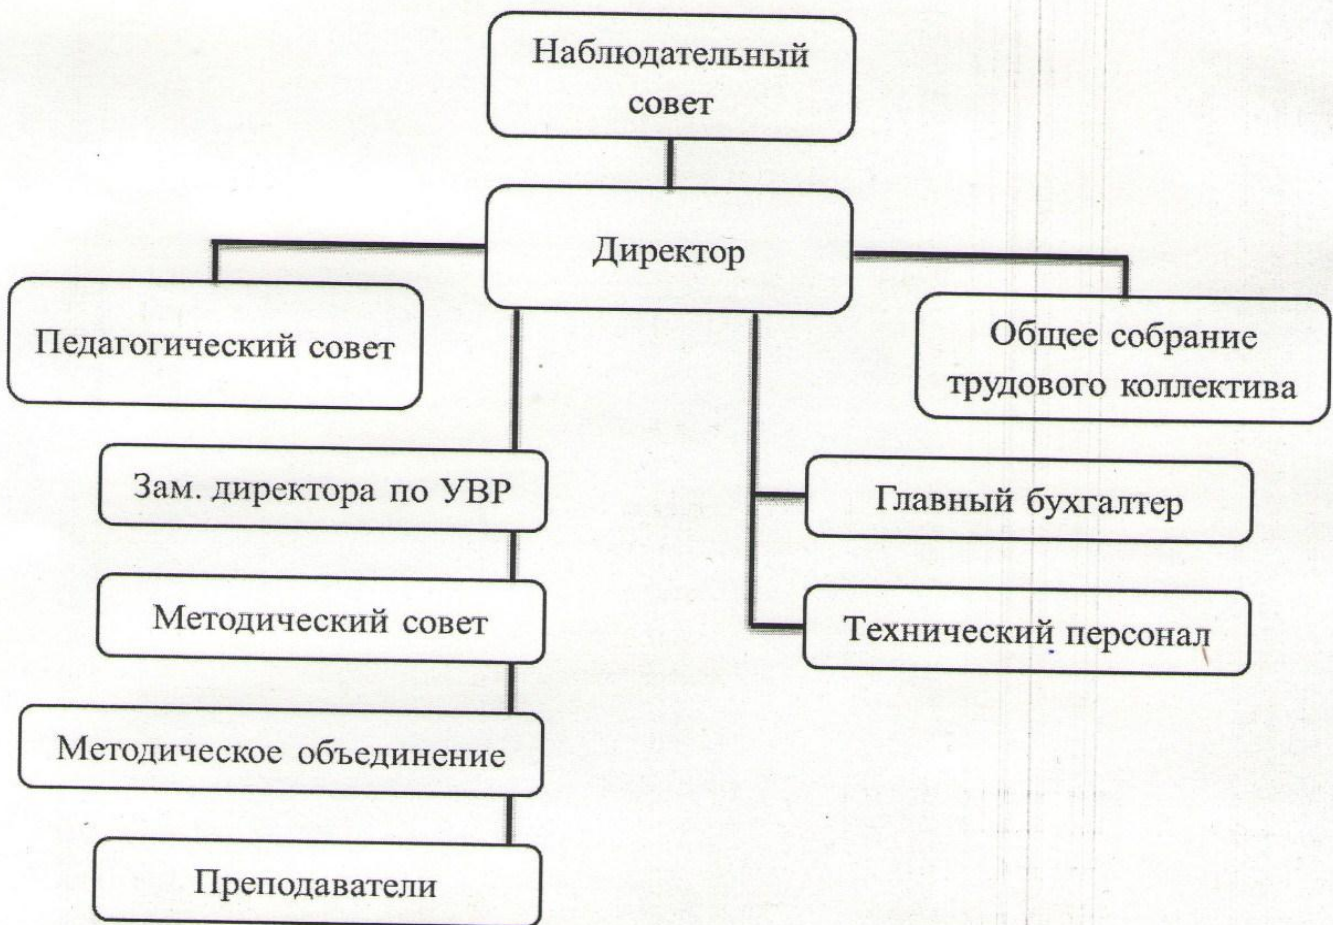 Наблюдательный
совет
Директор
Педагогический совет
Общее собрание
трудового коллектива
Зам. директора по УВР
Главный бухгалтер
Методический совет
Технический персонал
Методическое объединение
Преподаватели